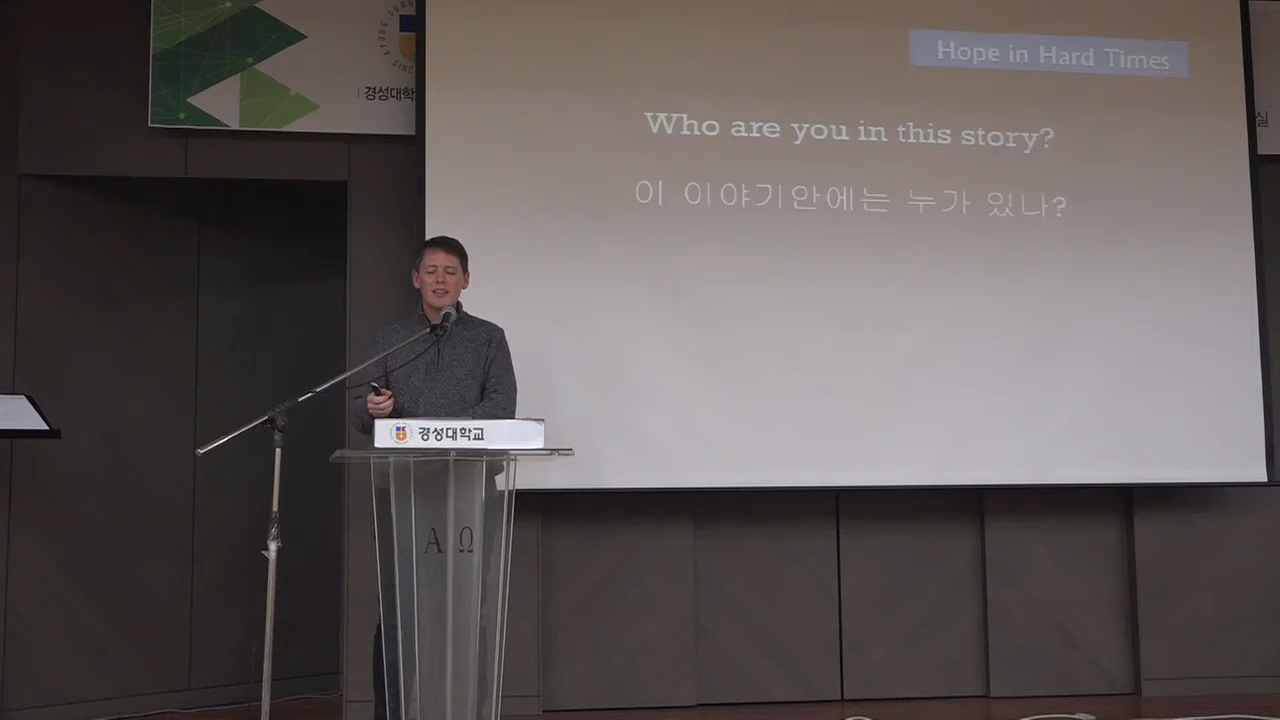 경성대학
Hope in Hard Times
Who are you in this story?
이 이야기안에는 누가 있나?
실
경성대학교
Α Ω